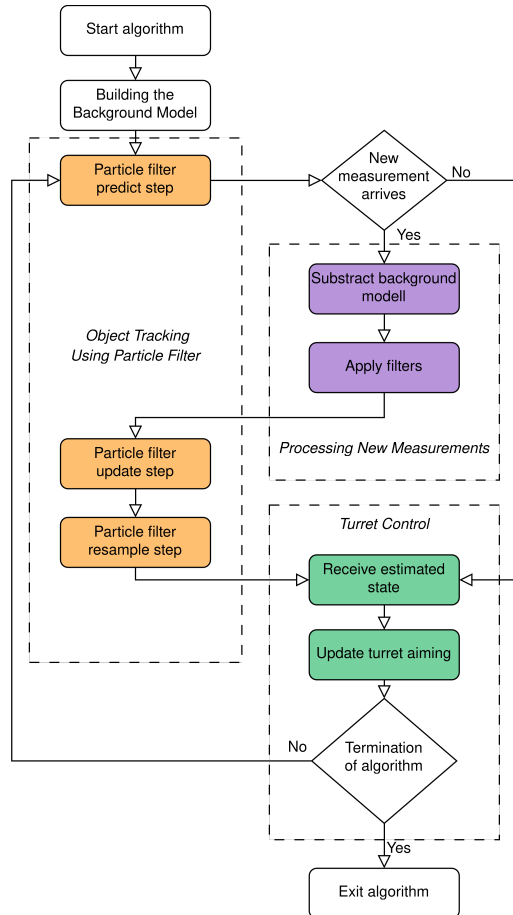 Start algorithm
Building the
Background Model
Particle filter
predict step
New
measurement
arrives
No
Yes
Substract background
modell
Apply filters
Object Tracking
Using Particle Filter
Processing New Measurements
Particle filter
update step
Particle filter
resample step
Turret Control
Receive estimated
state
Update turret aiming
Termination
of algorithm
No
Yes
Exit algorithm